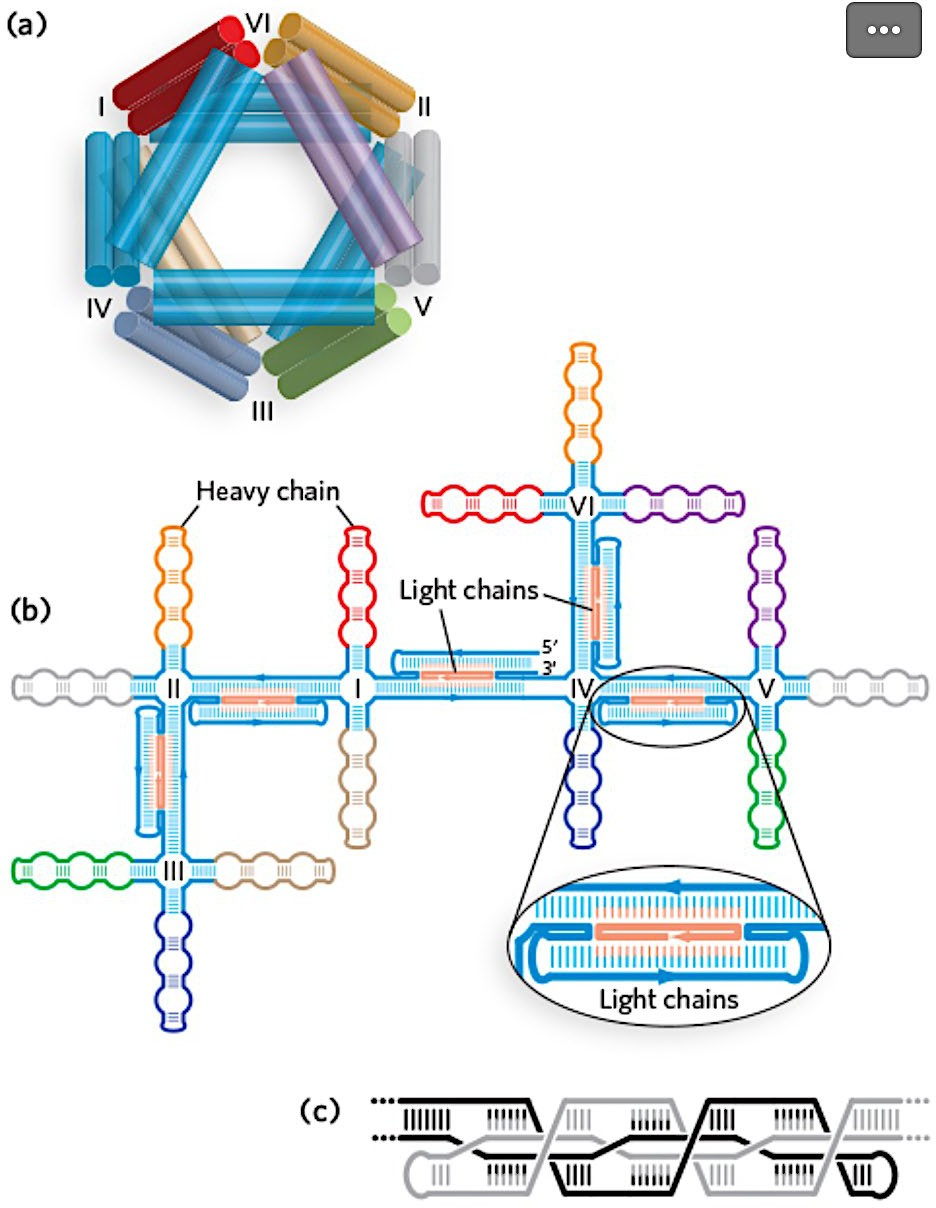 (a)
VI
I
II
IV
V
III
Heavy chain
VI
(b)
Light chains
5′
3′
II
I
IV
V
III
Light chains
(c)